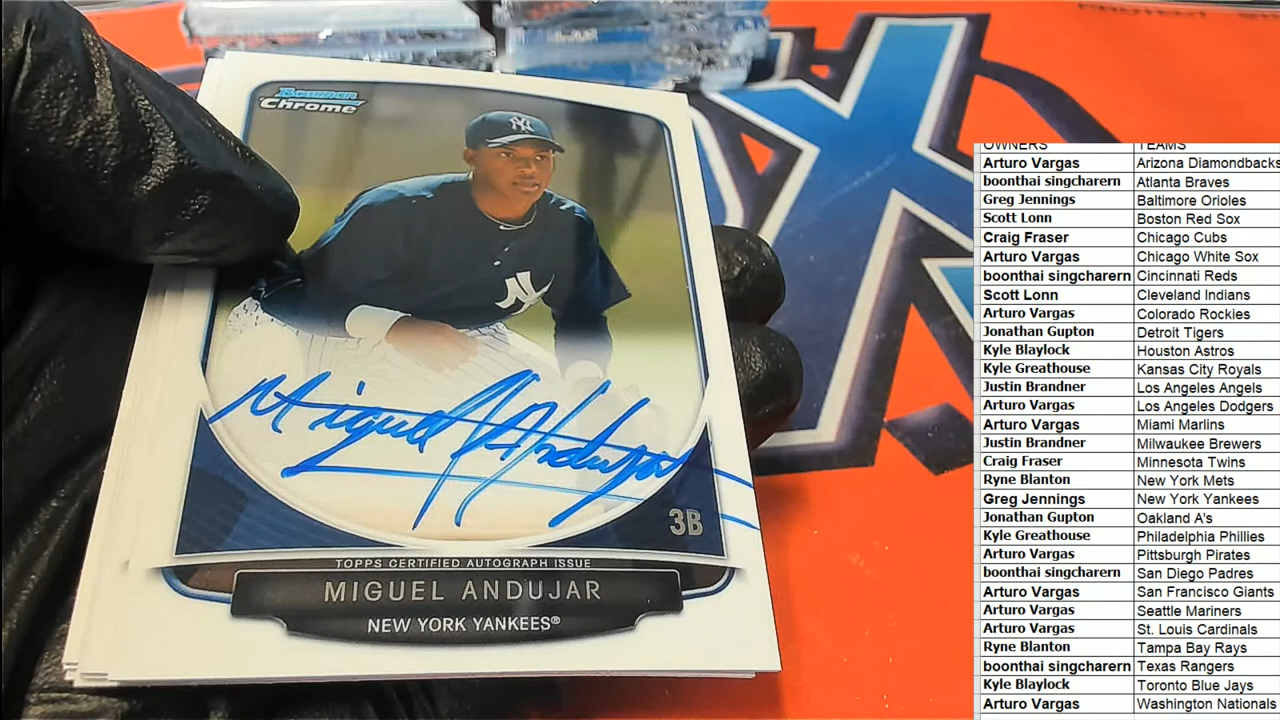 Bowman
Chrome
NY
Miguel Andujar
3B
TOPPS CERTIFIED AUTOGRAPH ISSUE
MIGUEL ANDUJAR
NEW YORK YANKEES®
OWNERS TEAMS
Arturo Vargas Arizona Diamondbacks
boonthai singcharern Atlanta Braves
Greg Jennings Baltimore Orioles
Scott Lonn Boston Red Sox
Craig Fraser Chicago Cubs
Arturo Vargas Chicago White Sox
boonthai singcharern Cincinnati Reds
Scott Lonn Cleveland Indians
Arturo Vargas Colorado Rockies
Jonathan Gupton Detroit Tigers
Kyle Blaylock Houston Astros
Kyle Greathouse Kansas City Royals
Justin Brandner Los Angeles Angels
Arturo Vargas Los Angeles Dodgers
Arturo Vargas Miami Marlins
Justin Brandner Milwaukee Brewers
Craig Fraser Minnesota Twins
Ryne Blanton New York Mets
Greg Jennings New York Yankees
Jonathan Gupton Oakland A's
Kyle Greathouse Philadelphia Phillies
Arturo Vargas Pittsburgh Pirates
boonthai singcharern San Diego Padres
Arturo Vargas San Francisco Giants
Arturo Vargas Seattle Mariners
Arturo Vargas St. Louis Cardinals
Ryne Blanton Tampa Bay Rays
boonthai singcharern Texas Rangers
Kyle Blaylock Toronto Blue Jays
Arturo Vargas Washington Nationals